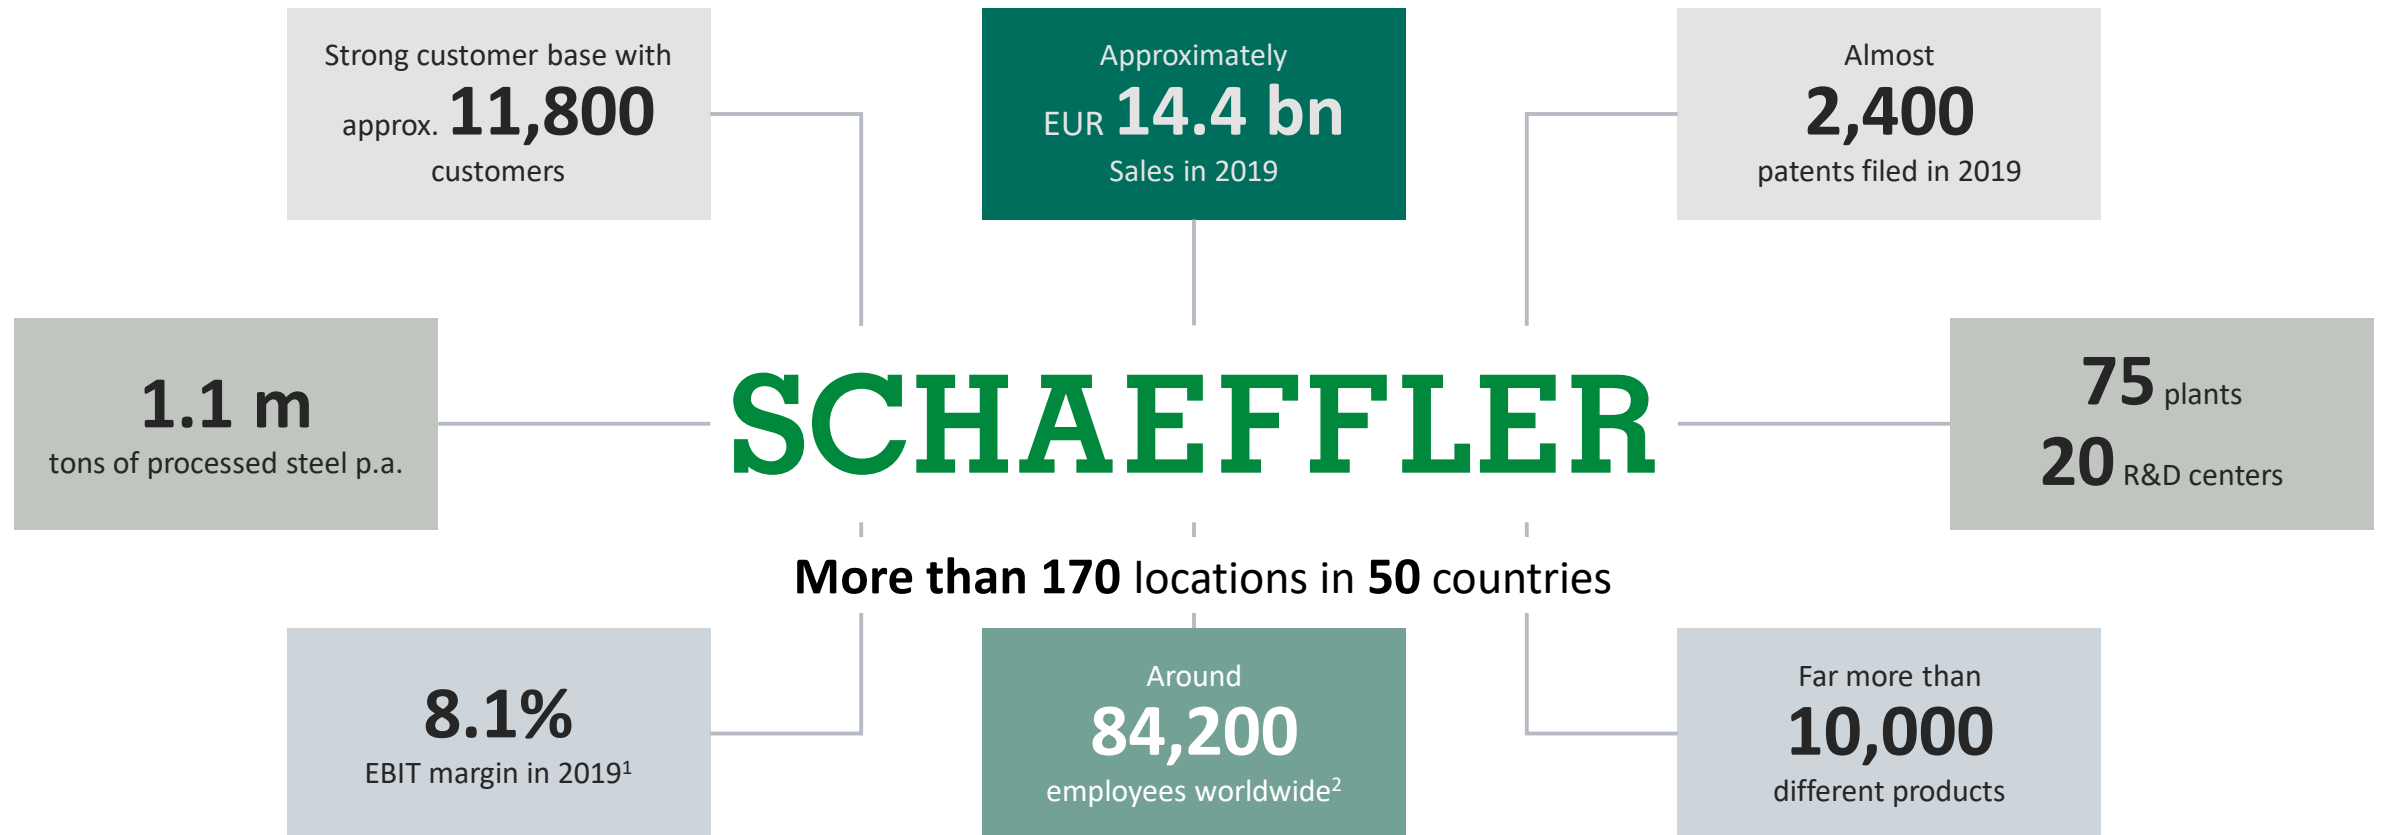 Strong customer base with
approx. 11,800
customers
Approximately
EUR 14.4 bn
Sales in 2019
Almost
2,400
patents filed in 2019
1.1 m
tons of processed steel p.a.
SCHAEFFLER
75 plants
20 R&D centers
More than 170 locations in 50 countries
8.1%
EBIT margin in 2019¹
Around
84,200
employees worldwide²
Far more than
10,000
different products